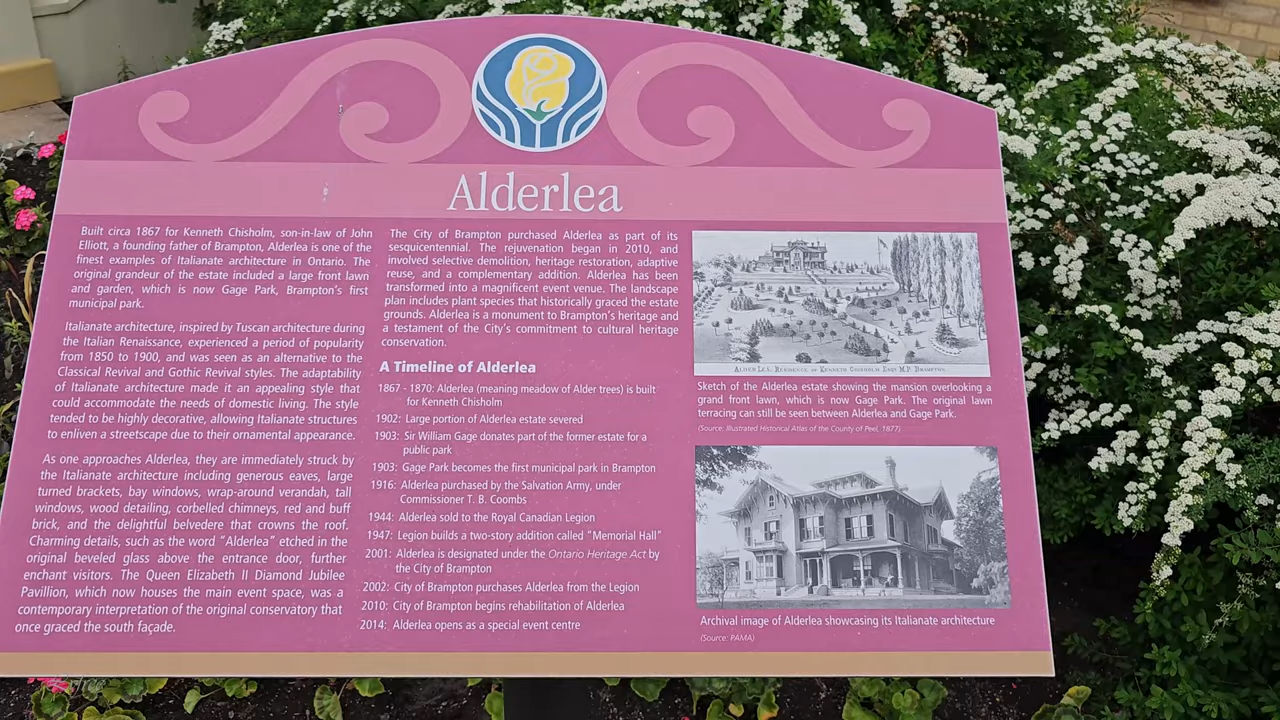 Alderlea
Built circa 1867 for Kenneth Chisholm, son-in-law of John
Elliott, a founding father of Brampton, Alderlea is one of the
finest examples of Italianate architecture in Ontario. The
original grandeur of the estate included a large front lawn
and garden, which is now Gage Park, Brampton's first
municipal park.
Italianate architecture, inspired by Tuscan architecture during
the Italian Renaissance, experienced a period of popularity
from 1850 to 1900, and was seen as an alternative to the
Classical Revival and Gothic Revival styles. The adaptability
of Italianate architecture made it an appealing style that
could accommodate the needs of domestic living. The style
tended to be highly decorative, allowing Italianate structures
to enliven a streetscape due to their ornamental appearance.
As one approaches Alderlea, they are immediately struck by
the Italianate architecture including generous eaves, large
turned brackets, bay windows, wrap-around verandah, tall
windows, wood detailing, corbelled chimneys, red and buff
brick, and the delightful belvedere that crowns the roof.
Charming details, such as the word "Alderlea" etched in the
original beveled glass above the entrance door, further
enchant visitors. The Queen Elizabeth II Diamond Jubilee
Pavillion, which now houses the main event space, was a
contemporary interpretation of the original conservatory that
once graced the south façade.
The City of Brampton purchased Alderlea as part of its
sesquicentennial. The rejuvenation began in 2010, and
involved selective demolition, heritage restoration, adaptive
reuse, and a complementary addition. Alderlea has been
transformed into a magnificent event venue. The landscape
plan includes plant species that historically graced the estate
grounds. Alderlea is a monument to Brampton's heritage and
a testament of the City's commitment to cultural heritage
conservation.
A Timeline of Alderlea
1867 - 1870: Alderlea (meaning meadow of Alder trees) is built
for Kenneth Chisholm
1902: Large portion of Alderlea estate severed
1903: Sir William Gage donates part of the former estate for a
public park
1903: Gage Park becomes the first municipal park in Brampton
1916: Alderlea purchased by the Salvation Army, under
Commissioner T. B. Coombs
1944: Alderlea sold to the Royal Canadian Legion
1947: Legion builds a two-story addition called "Memorial Hall"
2001: Alderlea is designated under the Ontario Heritage Act by
the City of Brampton
2002: City of Brampton purchases Alderlea from the Legion
2010: City of Brampton begins rehabilitation of Alderlea
2014: Alderlea opens as a special event centre
ALDER LEA, RESIDENCE OF KENNETH CHISHOLM ESQR M.P. BRAMPTON.
Sketch of the Alderlea estate showing the mansion overlooking a
grand front lawn, which is now Gage Park. The original lawn
terracing can still be seen between Alderlea and Gage Park.
(Source: Illustrated Historical Atlas of the County of Peel, 1877)
Archival image of Alderlea showcasing its Italianate architecture
(Source: PAMA)